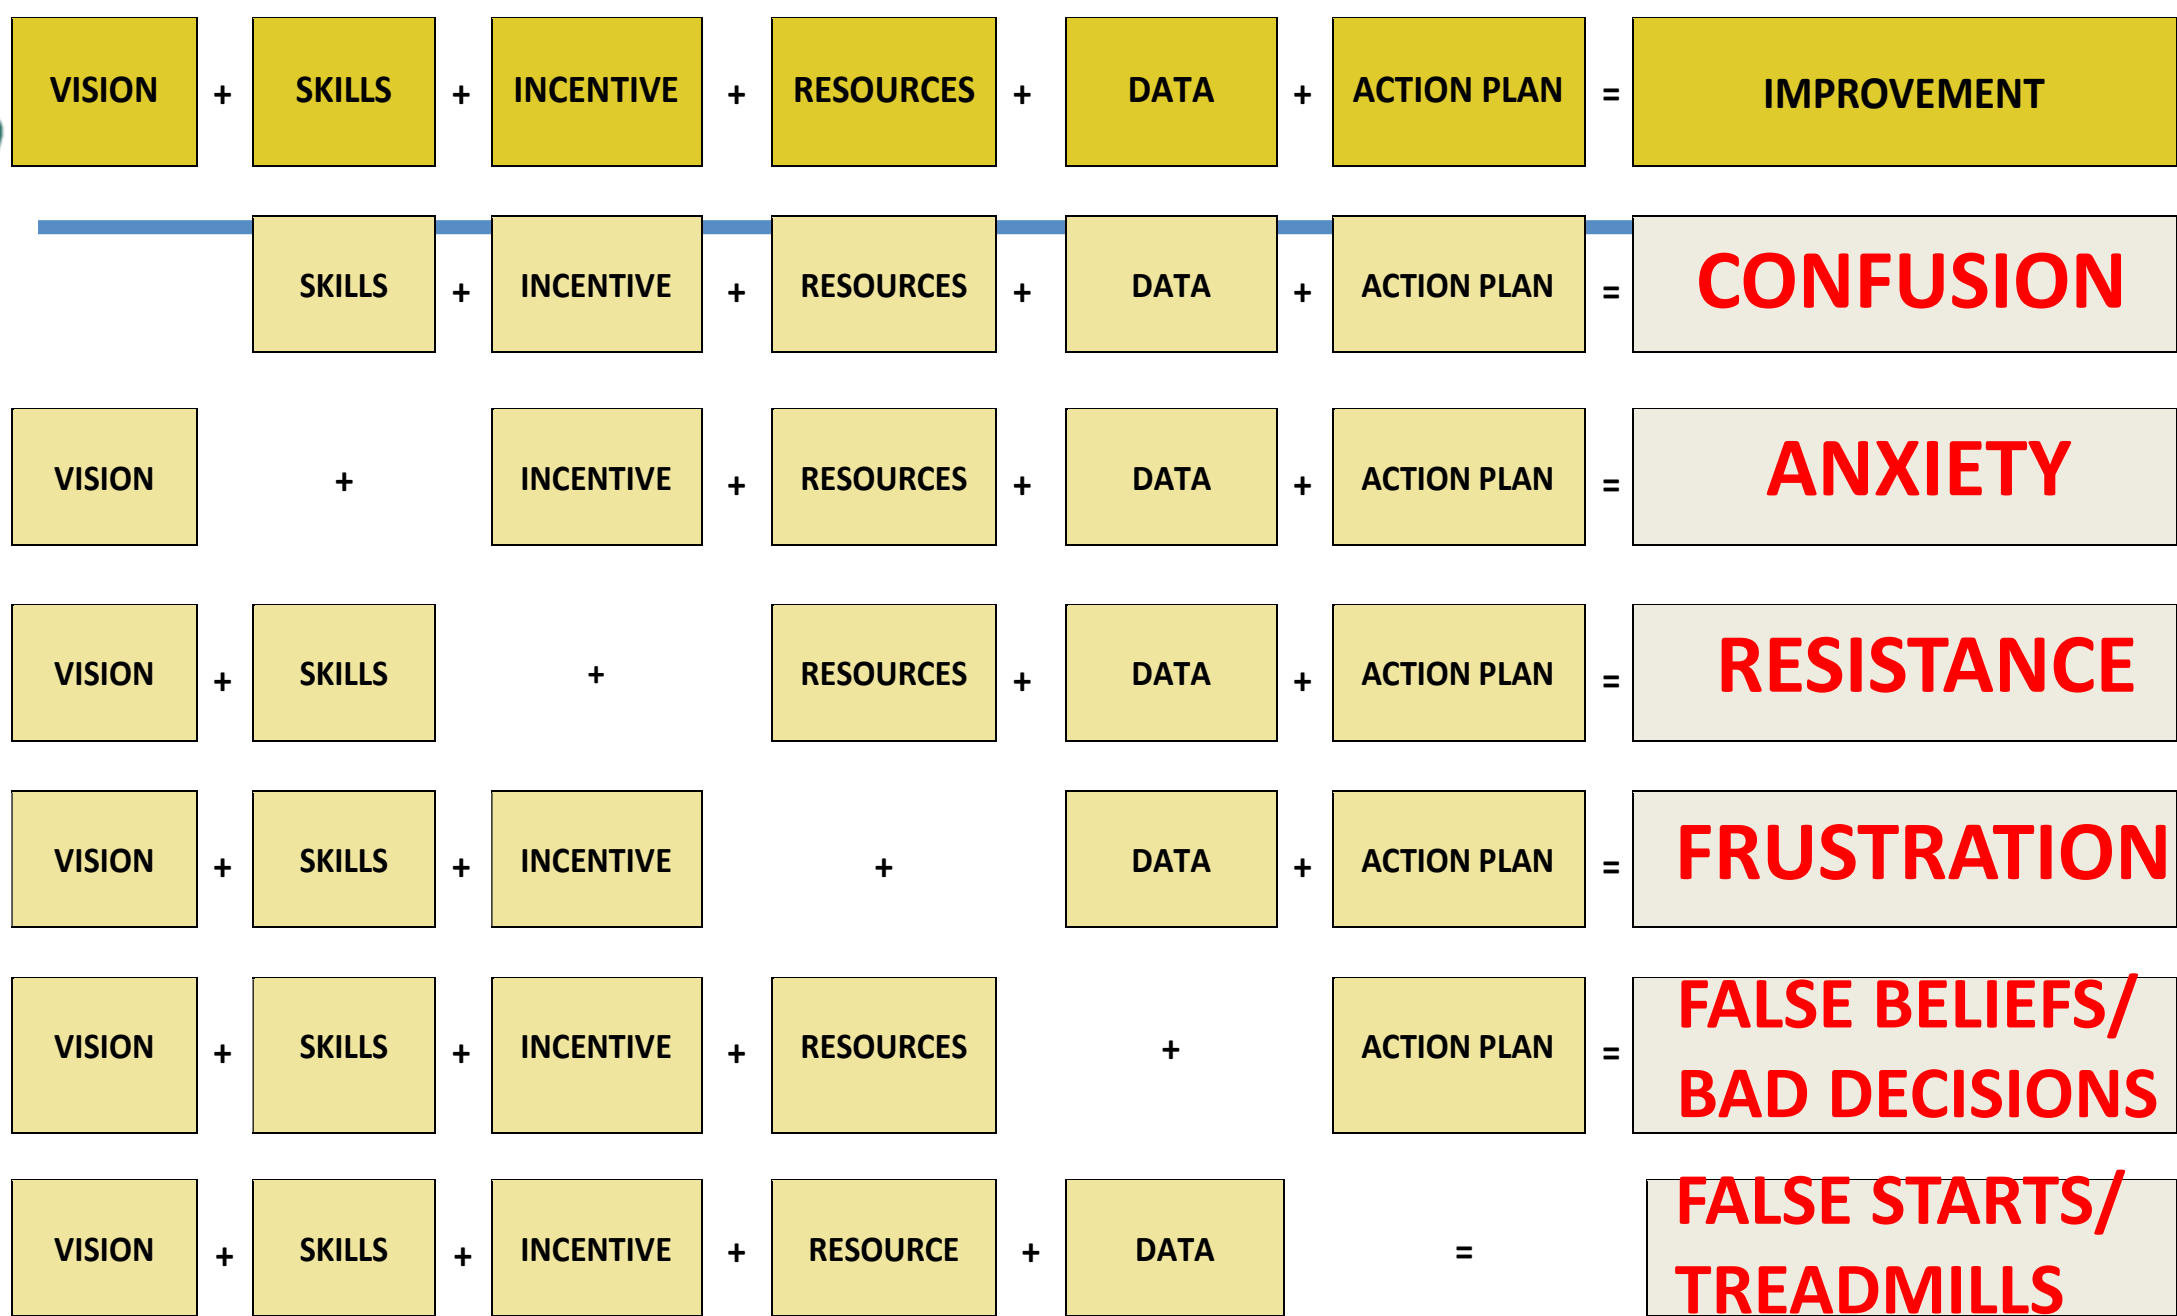 VISION + SKILLS + INCENTIVE + RESOURCES + DATA + ACTION PLAN = IMPROVEMENT
SKILLS + INCENTIVE + RESOURCES + DATA + ACTION PLAN = CONFUSION
VISION + INCENTIVE + RESOURCES + DATA + ACTION PLAN = ANXIETY
VISION + SKILLS + RESOURCES + DATA + ACTION PLAN = RESISTANCE
VISION + SKILLS + INCENTIVE + DATA + ACTION PLAN = FRUSTRATION
VISION + SKILLS + INCENTIVE + RESOURCES + ACTION PLAN = FALSE BELIEFS/
BAD DECISIONS
VISION + SKILLS + INCENTIVE + RESOURCE + DATA = FALSE STARTS/
TREADMILLS